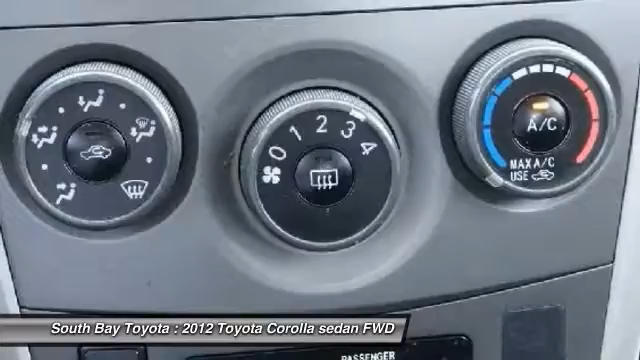 0 1 2 3 4
A/C
MAX A/C
USE
South Bay Toyota : 2012 Toyota Corolla sedan FWD
PASSENGER